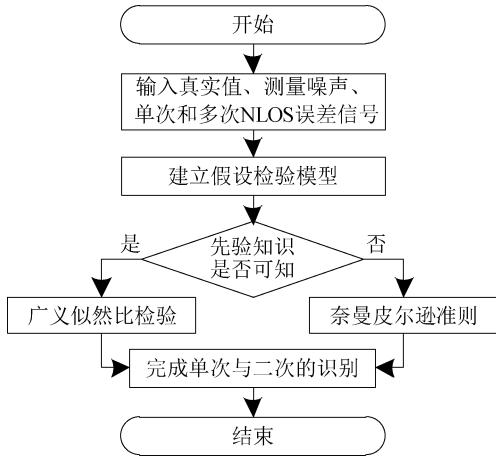 开始
输入真实值、测量噪声、
单次和多次NLOS误差信号
建立假设检验模型
先验知识
是否可知
是
否
广义似然比检验
奈曼皮尔逊准则
完成单次与二次的识别
结束